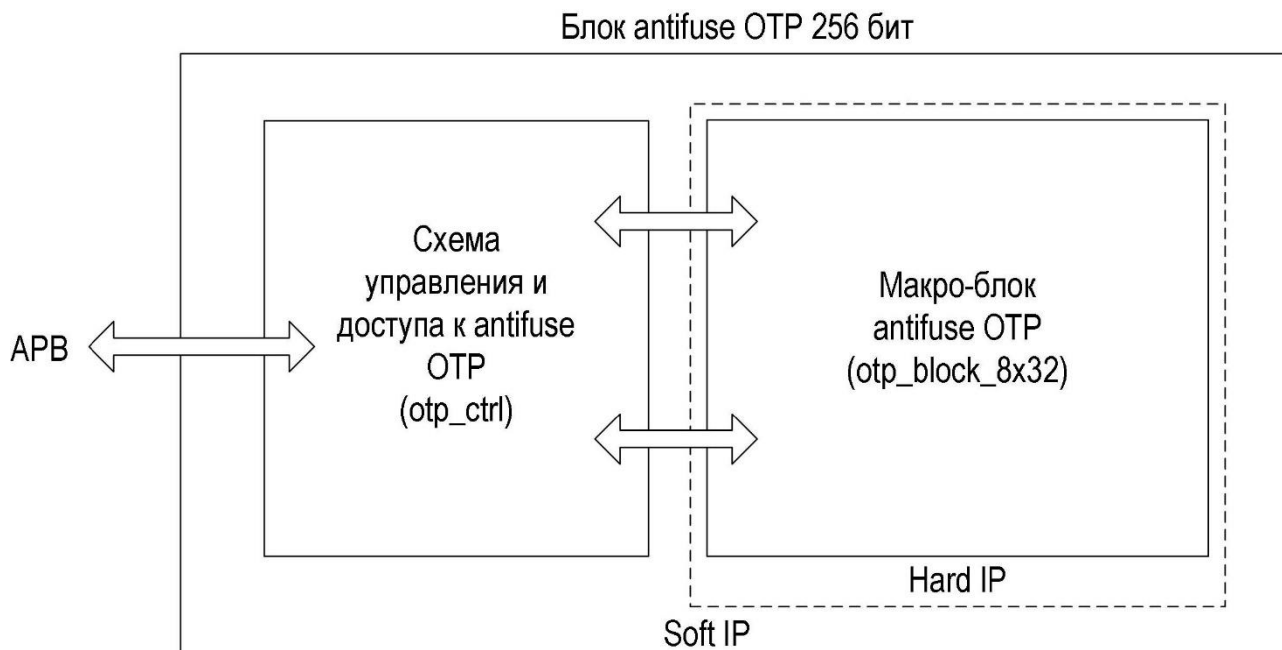 Блок antifuse OTP 256 бит
APB
Схема
управления и
доступа к antifuse
OTP
(otp_ctrl)
Макро-блок
antifuse OTP
(otp_block_8x32)
Hard IP
Soft IP